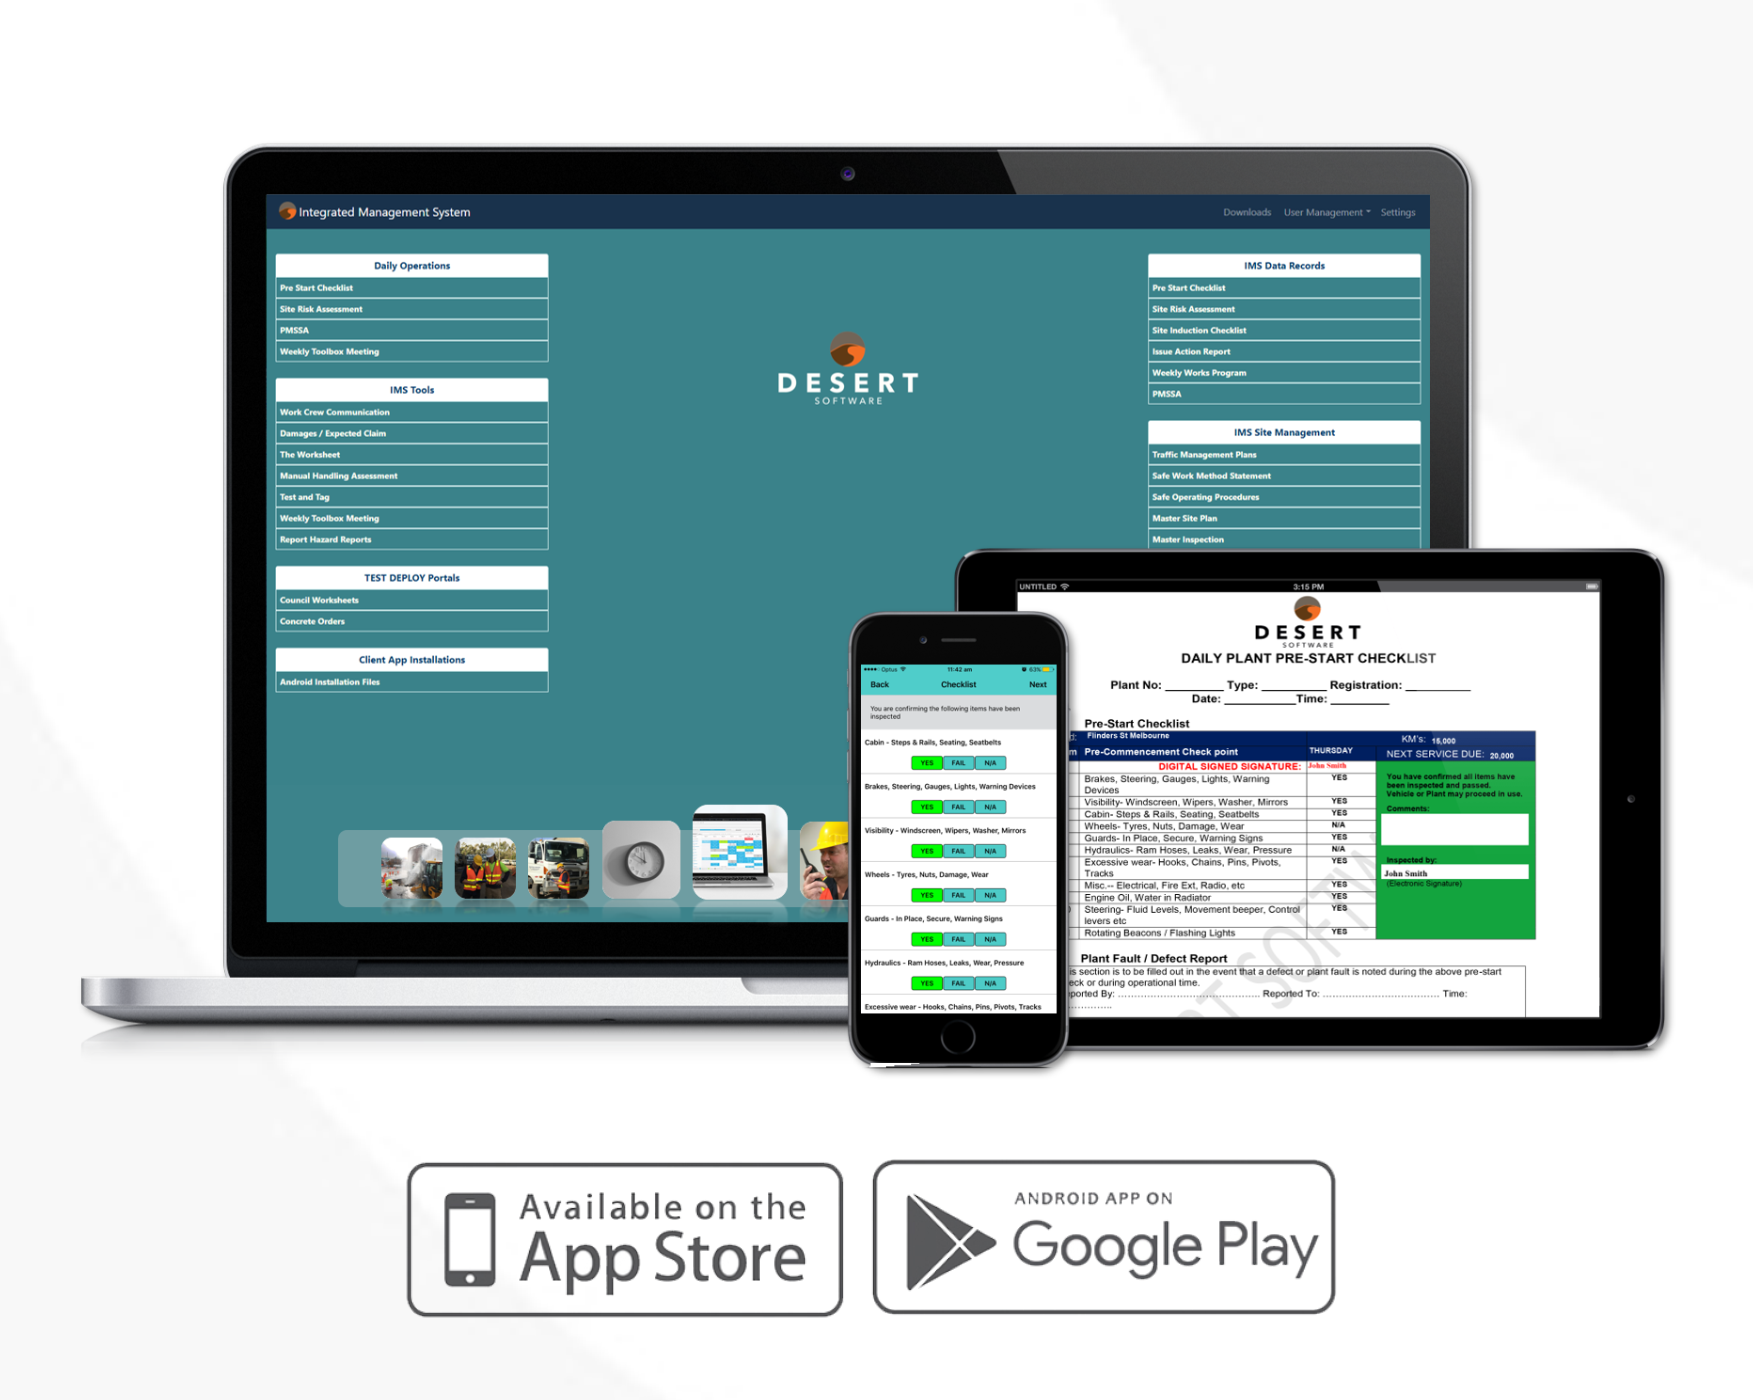 Integrated Management System
Downloads User Management Settings
Daily Operations
Pre Start Checklist
Site Risk Assessment
PMSSA
Weekly Toolbox Meeting
IMS Tools
Work Crew Communication
Damages / Expected Claim
The Worksheet
Manual Handling Assessment
Test and Tag
Weekly Toolbox Meeting
Report Hazard Reports
TEST DEPLOY Portals
Council Worksheets
Concrete Orders
Client App Installations
Android Installation Files
DESERT
SOFTWARE
IMS Data Records
Pre Start Checklist
Site Risk Assessment
Site Induction Checklist
Issue Action Report
Weekly Works Program
PMSSA
IMS Site Management
Traffic Management Plans
Safe Work Method Statement
Safe Operating Procedures
Master Site Plan
Master Inspection
Optus 11:42 am 63%
Back Checklist Next
You are confirming the following items have been
inspected
Cabin - Steps & Rails, Seating, Seatbelts
YES FAIL N/A
Brakes, Steering, Gauges, Lights, Warning Devices
YES FAIL N/A
Visibility - Windscreen, Wipers, Washer, Mirrors
YES FAIL N/A
Wheels - Tyres, Nuts, Damage, Wear
YES FAIL N/A
Guards - In Place, Secure, Warning Signs
YES FAIL N/A
Hydraulics - Ram Hoses, Leaks, Wear, Pressure
YES FAIL N/A
Excessive wear - Hooks, Chains, Pins, Pivots, Tracks
UNTITLED 3:15 PM
DESERT
SOFTWARE
DAILY PLANT PRE-START CHECKLIST
Plant No: ________ Type: ________ Registration: ________
Date: ________ Time: ________
Pre-Start Checklist
Flinders St Melbourne KM's: 15,000
m Pre-Commencement Check point THURSDAY NEXT SERVICE DUE: 20,000
DIGITAL SIGNED SIGNATURE: John Smith
Brakes, Steering, Gauges, Lights, Warning YES
Devices
Visibility- Windscreen, Wipers, Washer, Mirrors YES
Cabin- Steps & Rails, Seating, Seatbelts YES
Wheels- Tyres, Nuts, Damage, Wear N/A
Guards- In Place, Secure, Warning Signs YES
Hydraulics- Ram Hoses, Leaks, Wear, Pressure N/A
Excessive wear- Hooks, Chains, Pins, Pivots, YES
Tracks
Misc.-- Electrical, Fire Ext, Radio, etc YES
Engine Oil, Water in Radiator YES
Steering- Fluid Levels, Movement beeper, Control YES
levers etc
Rotating Beacons / Flashing Lights YES
You have confirmed all items have
been inspected and passed.
Vehicle or Plant may proceed in use.
Comments:
Inspected by:
John Smith
(Electronic Signature)
Plant Fault / Defect Report
is section is to be filled out in the event that a defect or plant fault is noted during the above pre-start
eck or during operational time.
ported By: .......................................... Reported To: .................................. Time:
RT SOFTW
Available on the
App Store
ANDROID APP ON
Google Play